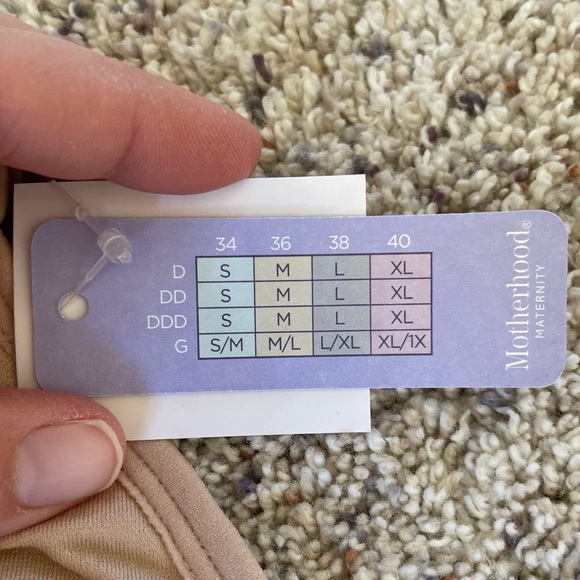 34 36 38 40
D S M L XL
DD S M L XL
DDD S M L XL
G S/M M/L L/XL XL/1X
Motherhood®
MATERNITY